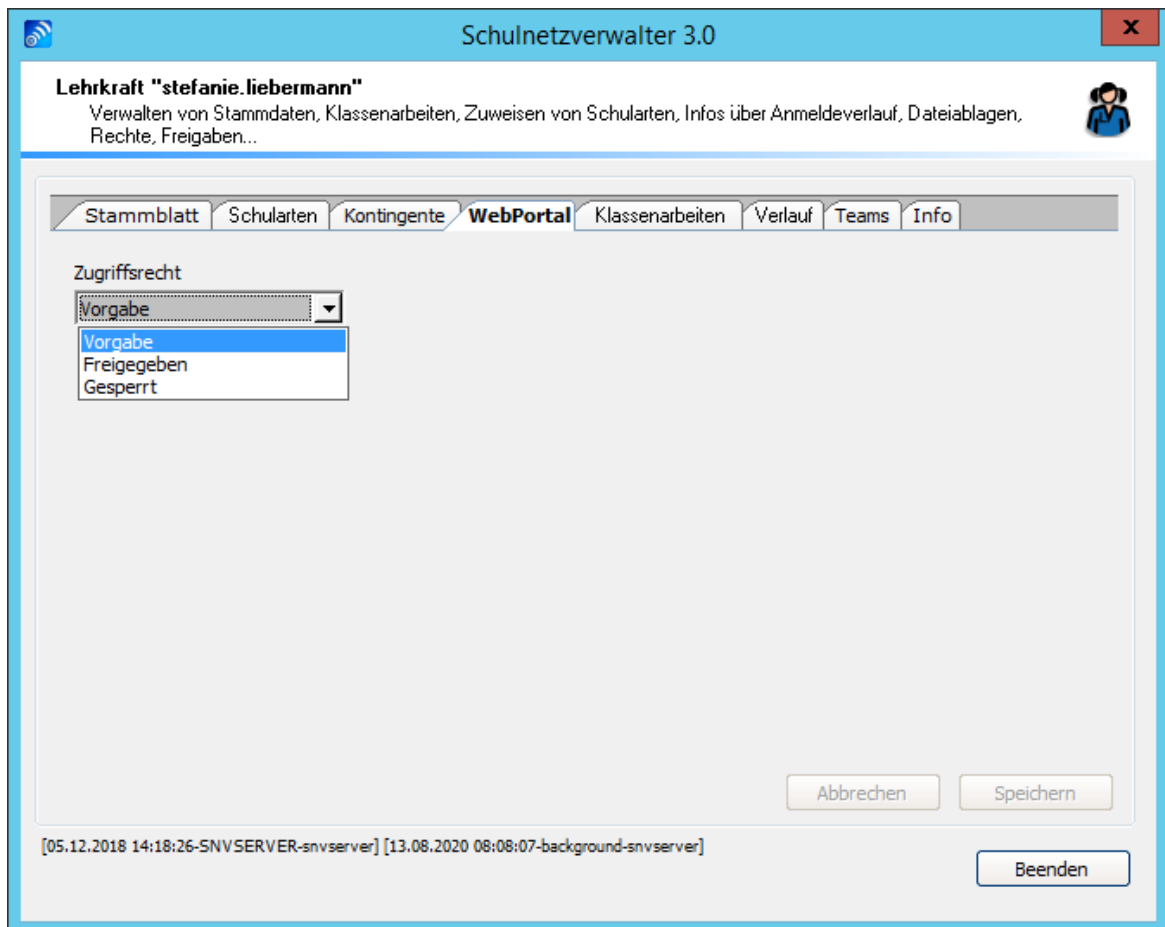 Schulnetzverwalter 3.0
x
Lehrkraft "stefanie.liebermann"
Verwalten von Stammdaten, Klassenarbeiten, Zuweisen von Schularten, Infos über Anmeldeverlauf, Dateiablagen,
Rechte, Freigaben...
Stammblatt Schularten Kontingente WebPortal Klassenarbeiten Verlauf Teams Info
Zugriffsrecht
Vorgabe
Vorgabe
Freigegeben
Gesperrt
Abbrechen Speichern
[05.12.2018 14:18:26-SNVSERVER-snvserver] [13.08.2020 08:08:07-background-snvserver]
Beenden